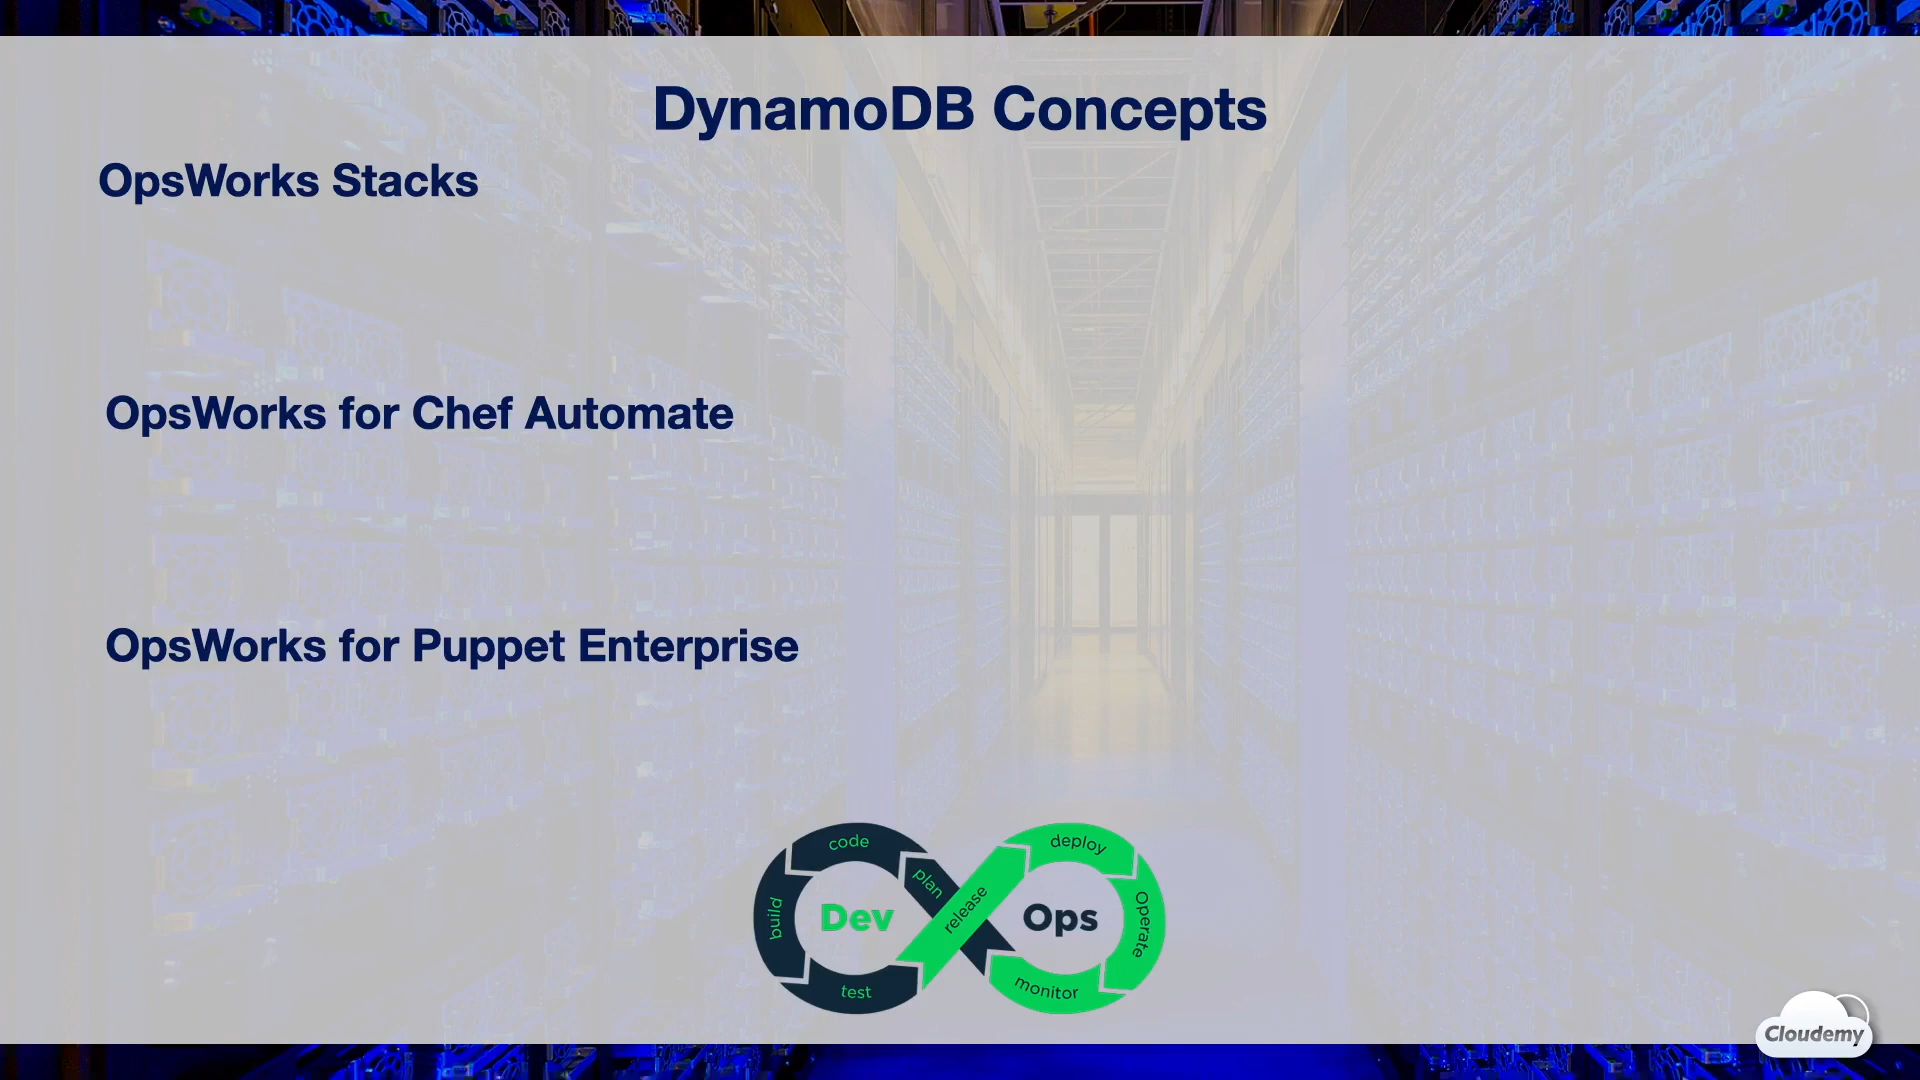 DynamoDB Concepts
OpsWorks Stacks
OpsWorks for Chef Automate
OpsWorks for Puppet Enterprise
code
plan
build
Dev
test
release
deploy
Ops
Operate
monitor
Cloudemy